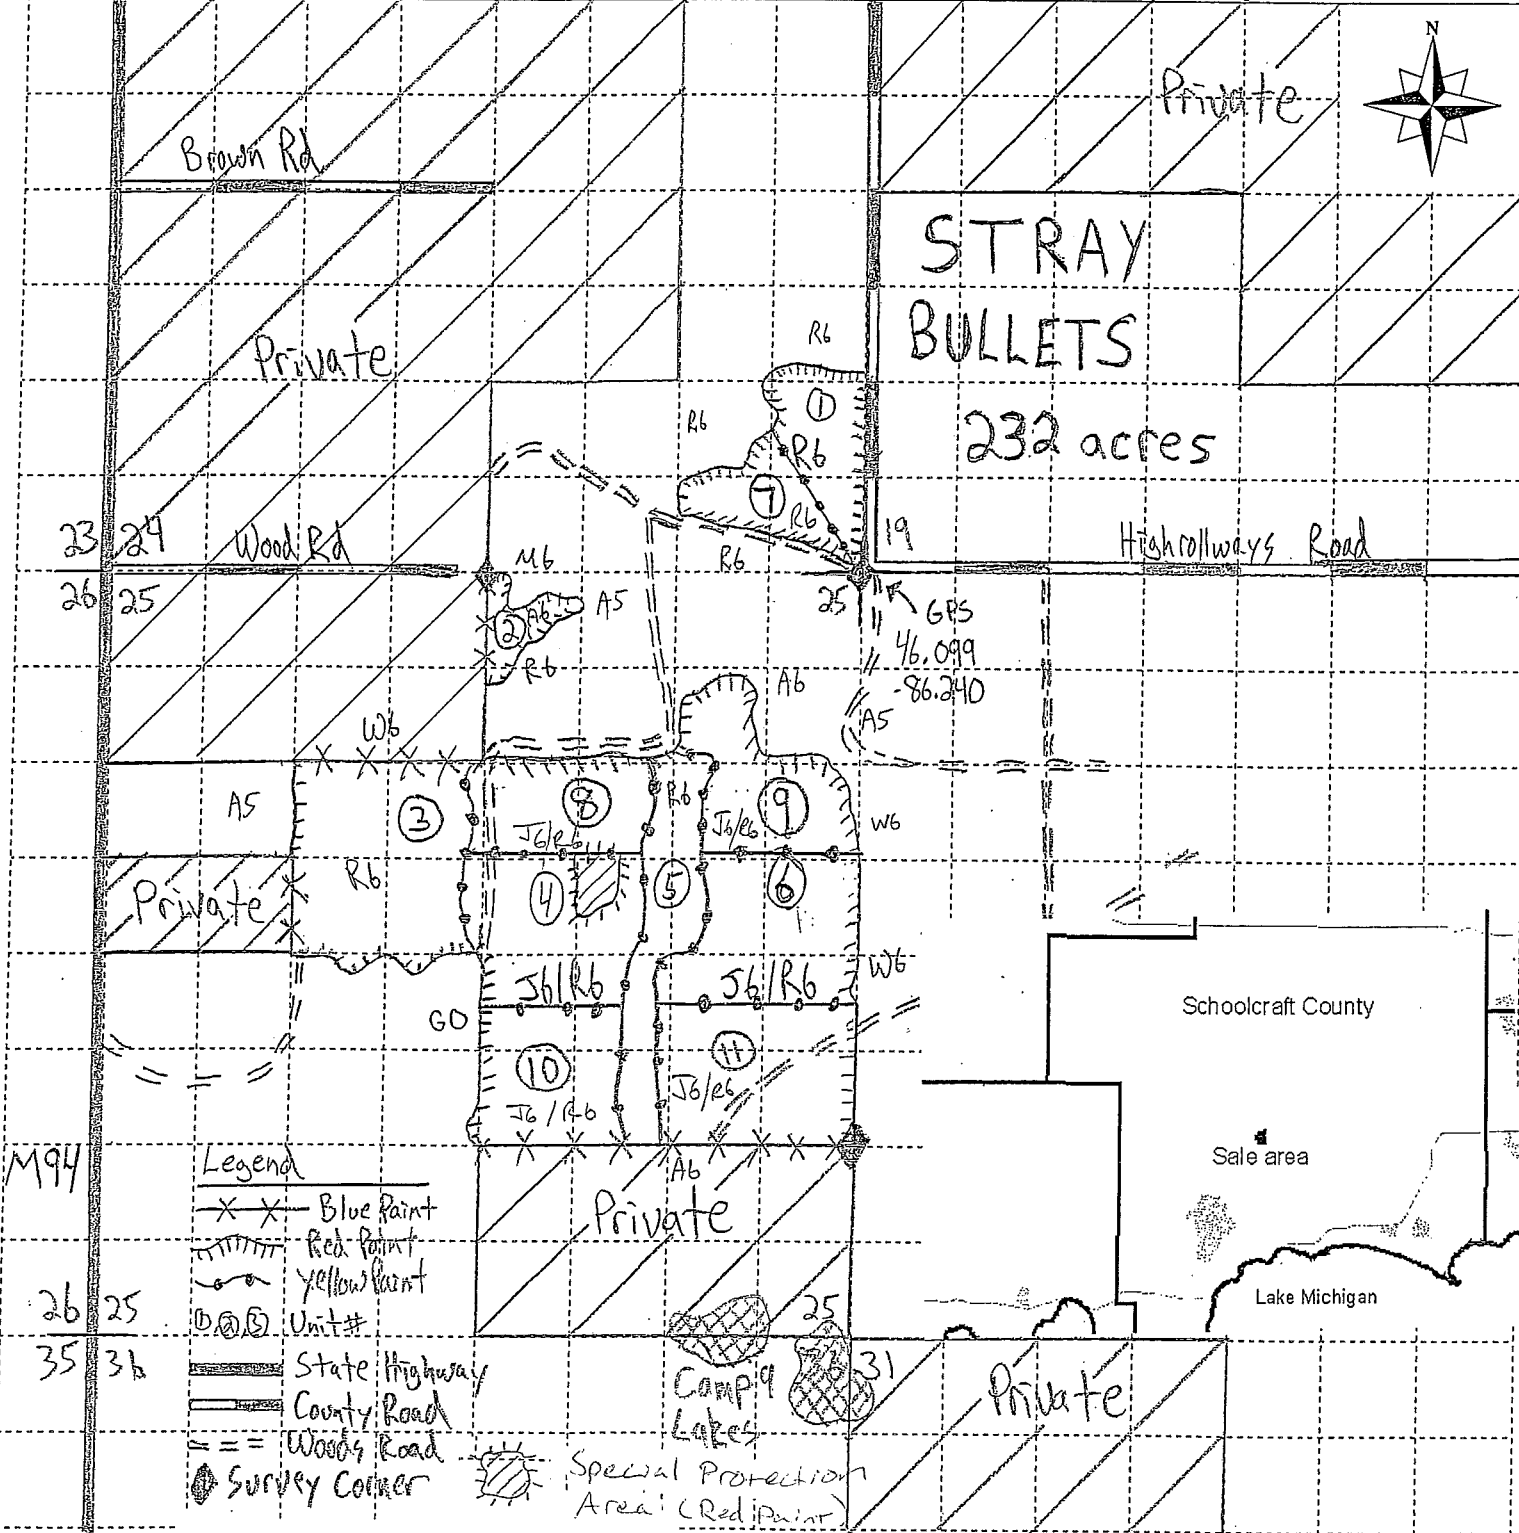 N
Private
Brown Rd
STRAY
BULLETS
232 acres
Private
R6
1
R6
R6
7
R6
23 24
Wood Rd
M6
R6
19
Highrollways Road
26 25
25
GPS
46.099
-86.240
2
A6
A5
R6
A6
A5
W6
A5
3
8
R6
9
J6/R6
J6/R6
W6
Private
R6
4
5
6
J6/R6
J6/R6
W6
GO
10
11
J6/R6
J6/R6
A6
Private
M94
Legend
Blue Paint
Red Paint
Yellow Paint
1 2 3 Unit#
State Highway
County Road
Woods Road
Survey Corner
Special Protection
Area: (Red Paint)
26 25
35 36
25
31
Camp 9
Lakes
Private
Schoolcraft County
Sale area
Lake Michigan